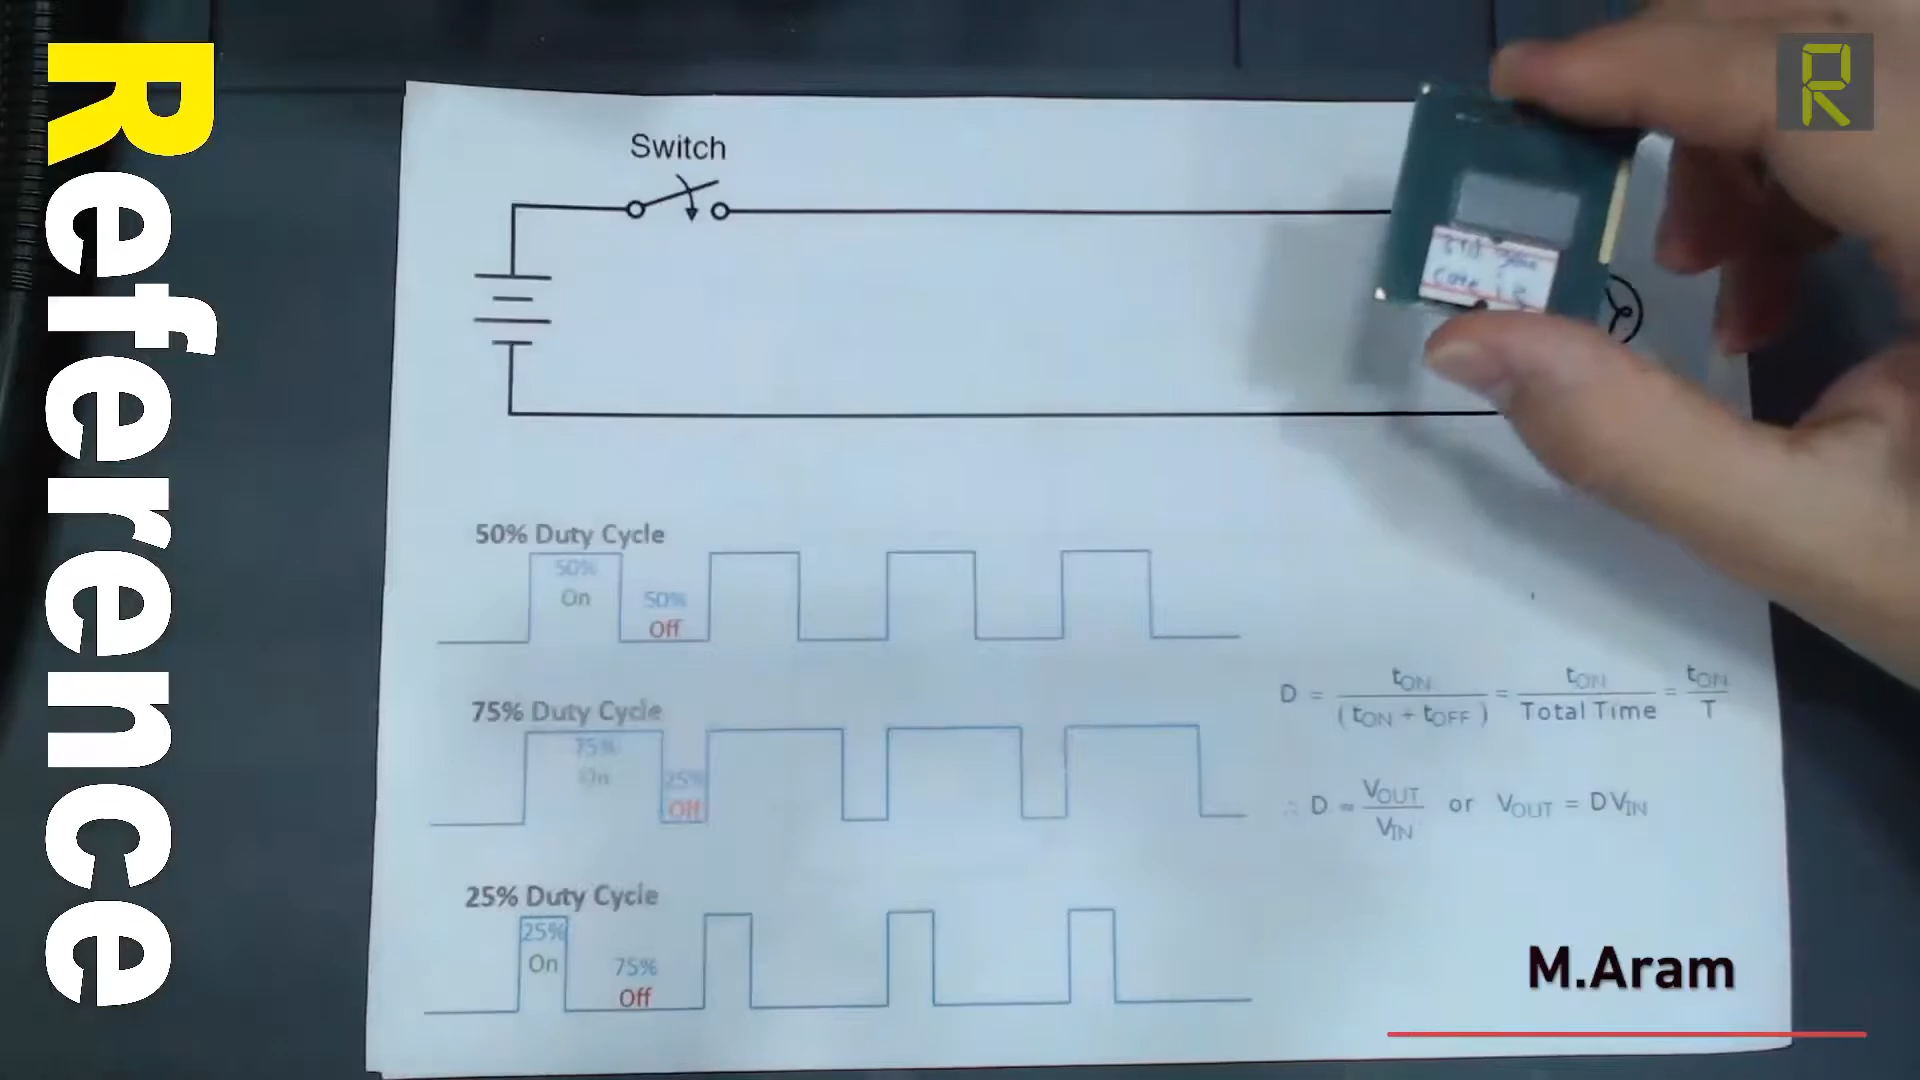 Reference
R
Switch
core i
50% Duty Cycle
50%
On
50%
Off
75% Duty Cycle
75%
On
25%
Off
25% Duty Cycle
25%
On
75%
Off
D = tON / ( tON + tOFF ) = tON / Total Time = tON / T
∴ D = VOUT / VIN or VOUT = DVIN
M.Aram